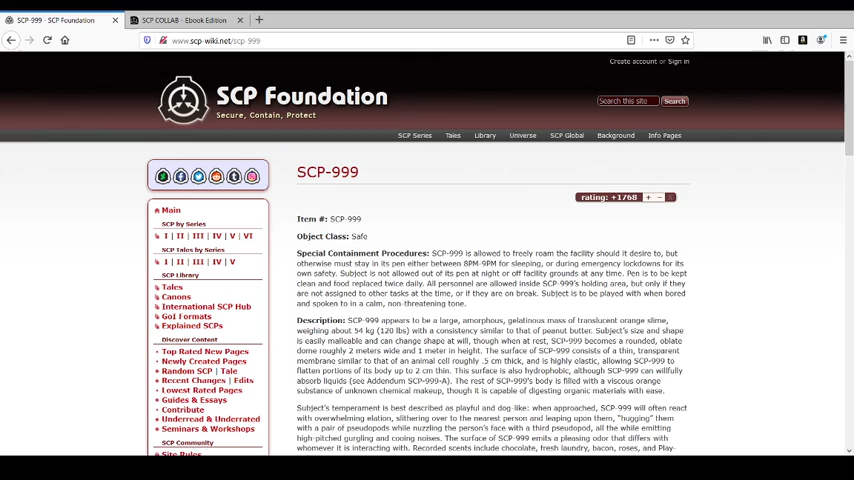 SCP-999 - SCP Foundation
SCP COLLAB - Ebook Edition
www.scp-wiki.net/scp-999
Create account or Sign in
SCP Foundation
Secure, Contain, Protect
Search this site
Search
SCP Series Tales Library Universe SCP Global Background Info Pages
SCP-999
rating: +1768 + − X
Main
SCP by Series
I | II | III | IV | V | VI
SCP Tales by Series
I | II | III | IV | V
SCP Library
Tales
Canons
International SCP Hub
GoI Formats
Explained SCPs
Discover Content
Top Rated New Pages
Newly Created Pages
Random SCP | Tale
Recent Changes | Edits
Lowest Rated Pages
Guides & Essays
Contribute
Underread & Underrated
Seminars & Workshops
SCP Community
Site Rules
Item #: SCP-999
Object Class: Safe
Special Containment Procedures: SCP-999 is allowed to freely roam the facility should it desire to, but
otherwise must stay in its pen either between 8PM-9PM for sleeping, or during emergency lockdowns for its
own safety. Subject is not allowed out of its pen at night or off facility grounds at any time. Pen is to be kept
clean and food replaced twice daily. All personnel are allowed inside SCP-999's holding area, but only if they
are not assigned to other tasks at the time, or if they are on break. Subject is to be played with when bored
and spoken to in a calm, non-threatening tone.
Description: SCP-999 appears to be a large, amorphous, gelatinous mass of translucent orange slime,
weighing about 54 kg (120 lbs) with a consistency similar to that of peanut butter. Subject's size and shape
is easily malleable and can change shape at will, though when at rest, SCP-999 becomes a rounded, oblate
dome roughly 2 meters wide and 1 meter in height. The surface of SCP-999 consists of a thin, transparent
membrane similar to that of an animal cell roughly .5 cm thick, and is highly elastic, allowing SCP-999 to
flatten portions of its body up to 2 cm thin. This surface is also hydrophobic, although SCP-999 can willfully
absorb liquids (see Addendum SCP-999-A). The rest of SCP-999's body is filled with a viscous orange
substance of unknown chemical makeup, though it is capable of digesting organic materials with ease.
Subject's temperament is best described as playful and dog-like: when approached, SCP-999 will often react
with overwhelming elation, slithering over to the nearest person and leaping upon them, "hugging" them
with a pair of pseudopods while nuzzling the person's face with a third pseudopod, all the while emitting
high-pitched gurgling and cooing noises. The surface of SCP-999 emits a pleasing odor that differs with
whomever it is interacting with. Recorded scents include chocolate, fresh laundry, bacon, roses, and Play-